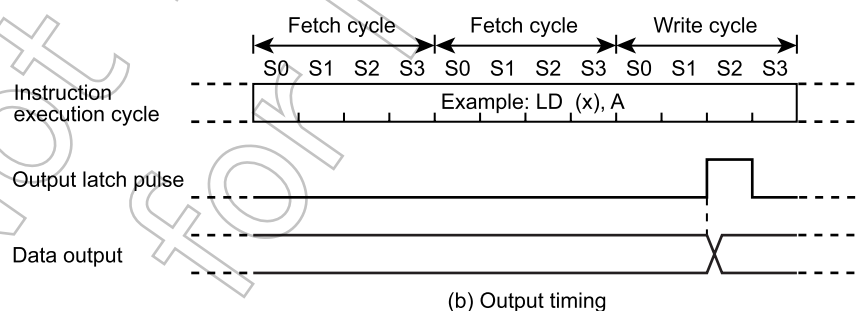 Fetch cycle Fetch cycle Write cycle
S0 S1 S2 S3 S0 S1 S2 S3 S0 S1 S2 S3
Instruction
execution cycle
Example: LD (x), A
Output latch pulse
Data output
(b) Output timing
for